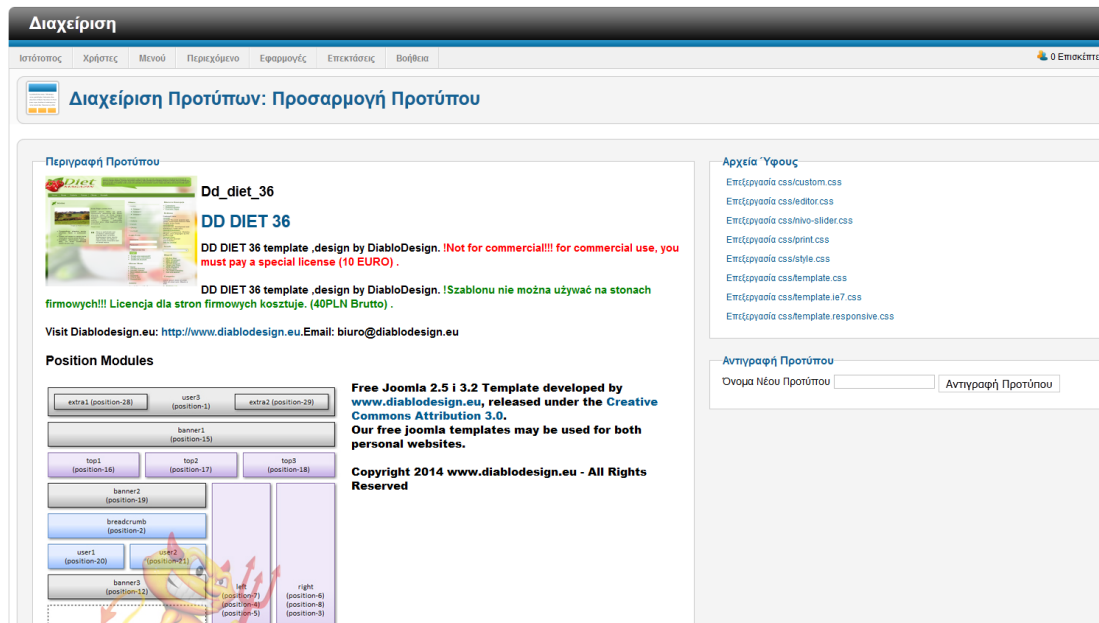 Διαχείριση
Ιστότοπος Χρήστες Μενού Περιεχόμενο Εφαρμογές Επεκτάσεις Βοήθεια
0 Επισκέπτε
Διαχείριση Προτύπων: Προσαρμογή Προτύπου
Περιγραφή Προτύπου
Diet
Dd_diet_36
DD DIET 36
DD DIET 36 template ,design by DiabloDesign. !Not for commercial!!! for commercial use, you
must pay a special license (10 EURO) .
DD DIET 36 template ,design by DiabloDesign. !Szablonu nie można używać na stonach
firmowych!!! Licencja dla stron firmowych kosztuje. (40PLN Brutto) .
Visit Diablodesign.eu: http://www.diablodesign.eu.Email: biuro@diablodesign.eu
Position Modules
extra1 (position-28)
user3
(position-1)
extra2 (position-29)
banner1
(position-15)
top1
(position-16)
top2
(position-17)
top3
(position-18)
banner2
(position-19)
breadcrumb
(position-2)
user1
(position-20)
user2
(position-21)
banner3
(position-12)
left
(position-7)
(position-4)
(position-5)
right
(position-6)
(position-8)
(position-3)
Free Joomla 2.5 i 3.2 Template developed by
www.diablodesign.eu, released under the Creative
Commons Attribution 3.0.
Our free joomla templates may be used for both
personal websites.
Copyright 2014 www.diablodesign.eu - All Rights
Reserved
Αρχεία Ύφους
Επεξεργασία css/custom.css
Επεξεργασία css/editor.css
Επεξεργασία css/nivo-slider.css
Επεξεργασία css/print.css
Επεξεργασία css/style.css
Επεξεργασία css/template.css
Επεξεργασία css/template.ie7.css
Επεξεργασία css/template.responsive.css
Αντιγραφή Προτύπου
Όνομα Νέου Προτύπου
Αντιγραφή Προτύπου